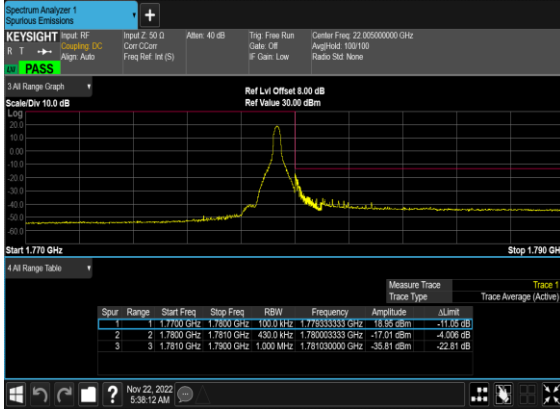 Spectrum Analyzer 1
Spurious Emissions
+
KEYSIGHT Input: RF Input Z: 50 Ω Atten: 40 dB Trig: Free Run Center Freq: 22.005000000 GHz
R T Coupling: DC Corr CCorr Gate: Off Avg|Hold: 100/100
Align: Auto Freq Ref: Int (S) IF Gain: Low Radio Std: None
LW PASS
3 All Range Graph
Ref Lvl Offset 8.00 dB
Scale/Div 10.0 dB Ref Value 30.00 dBm
Log
20.0
10.0
0.00
-10.0
-20.0
-30.0
-40.0
-50.0
-60.0
Start 1.770 GHz Stop 1.790 GH
4 All Range Table
Measure Trace Trace 1
Trace Type Trace Average (Active)
Spur Range Start Freq Stop Freq RBW Frequency Amplitude ΔLimit
1 1 1.7700 GHz 1.7800 GHz 100.0 kHz 1.779333333 GHz 18.95 dBm -11.05 dB
2 2 1.7800 GHz 1.7810 GHz 430.0 kHz 1.780003333 GHz -17.01 dBm -4.006 dB
3 3 1.7810 GHz 1.7900 GHz 1.000 MHz 1.781030000 GHz -35.81 dBm -22.81 dB
? Nov 22, 2022
5:38:12 AM